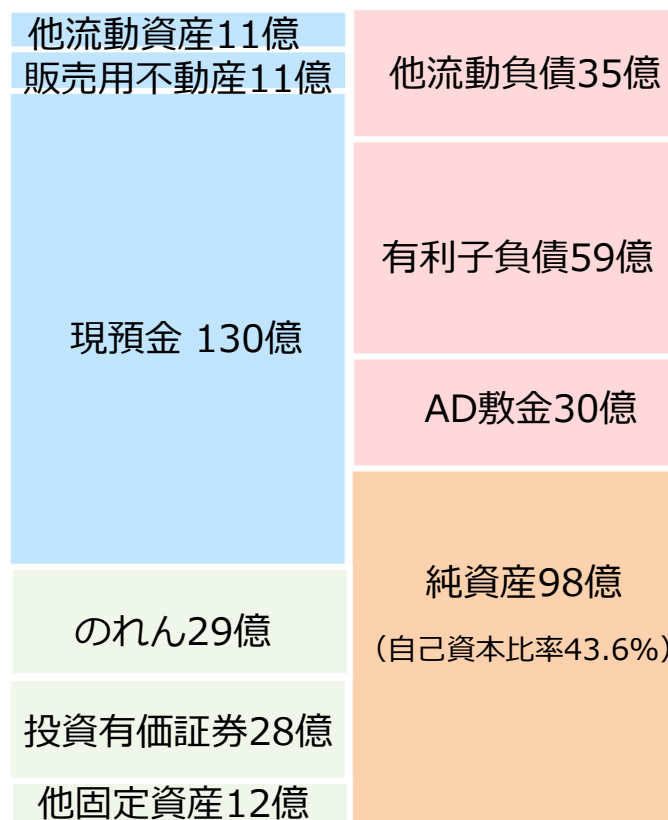 他流動資産11億
販売用不動産11億
現預金 130億
のれん29億
投資有価証券28億
他固定資産12億
他流動負債35億
有利子負債59億
AD敷金30億
純資産98億
（自己資本比率43.6%）